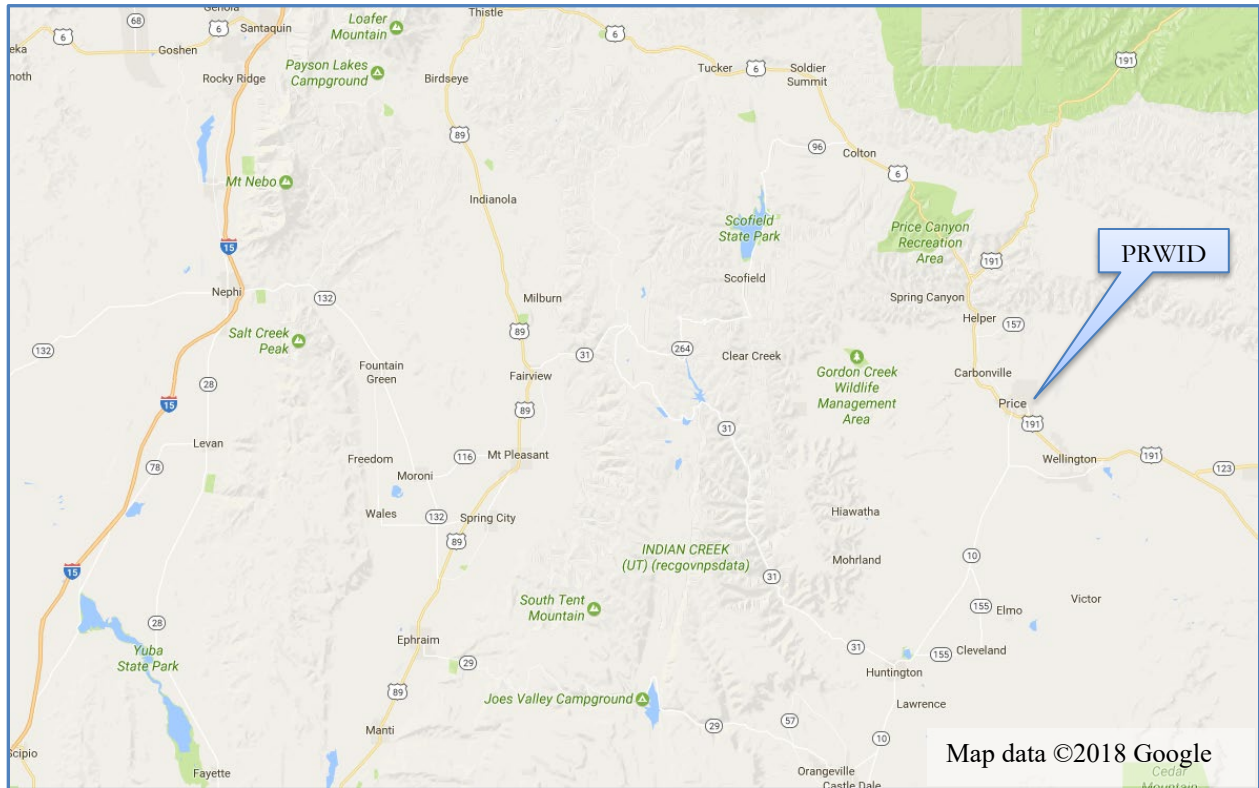 Genola
68
6
Santaquin
Loafer
Mountain
Thistle
6
eka
6
Goshen
moth
Rocky Ridge
Payson Lakes
Campground
Birdseye
Tucker
6
Soldier
Summit
191
89
96
Colton
6
Mt Nebo
Indianola
Scofield
State Park
Price Canyon
Recreation
Area
PRWID
15
191
191
Scofield
Nephi
132
Milburn
Spring Canyon
Helper
157
Salt Creek
Peak
89
132
31
264
Clear Creek
Fountain
Green
Fairview
Gordon Creek
Wildlife
Management
Area
Carbonville
28
15
89
Price
31
191
Levan
78
Freedom
116
Mt Pleasant
Wellington
191
123
Moroni
Wales
132
Spring City
Hiawatha
89
INDIAN CREEK
(UT) (recgovnpsdata)
Mohrland
10
15
31
South Tent
Mountain
155
Elmo
Victor
28
Yuba
State Park
Ephraim
29
31
155
Cleveland
Huntington
89
Joes Valley Campground
Lawrence
29
57
Manti
10
Scipio
Fayette
Orangeville
Castle Dale
Map data ©2018 Google
Cedar
Mountain